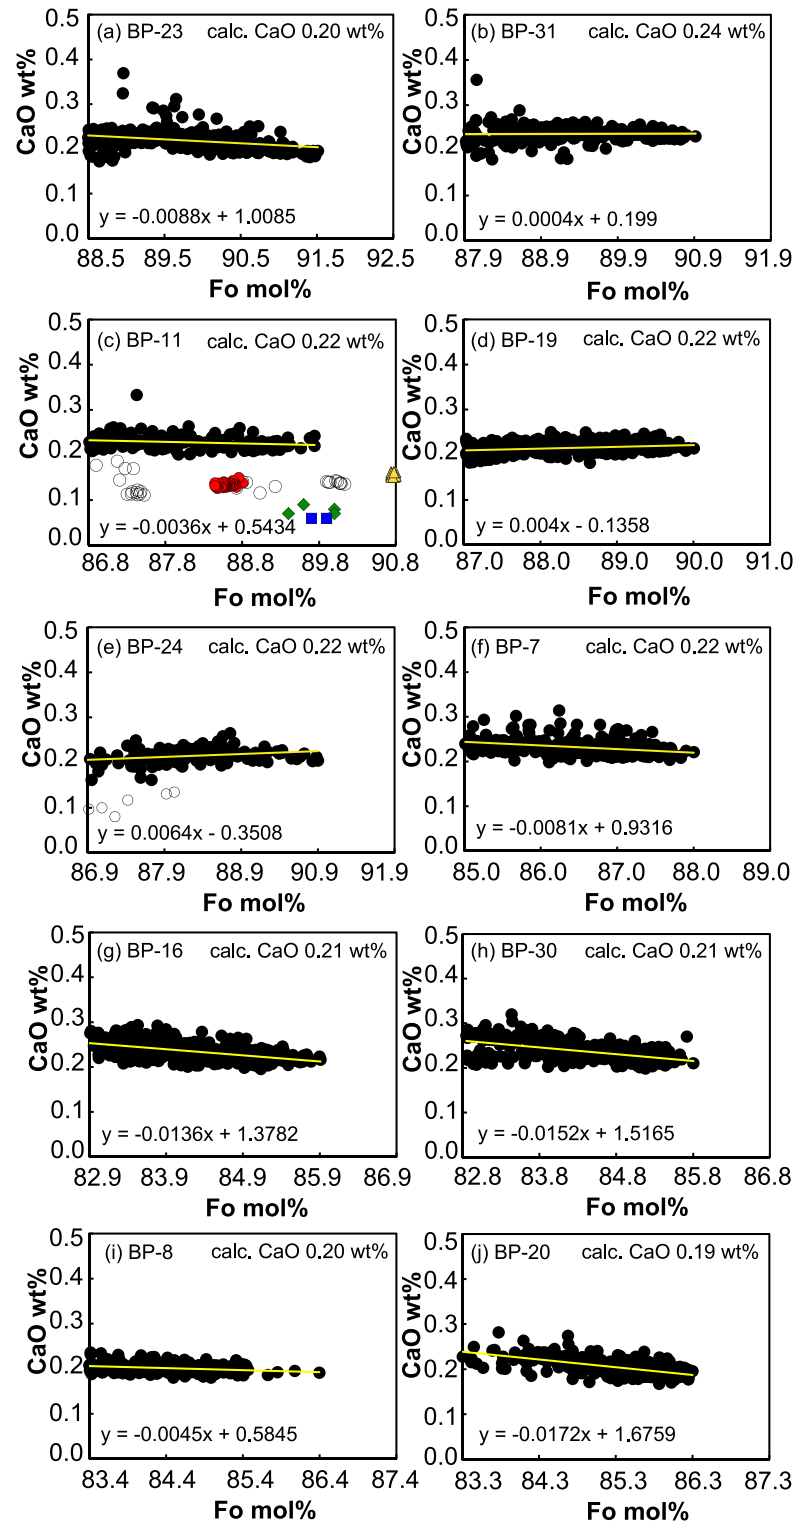 (a) BP-23 calc. CaO 0.20 wt%
CaO wt%
0.5
0.4
0.3
0.2
0.1
0.0
y = -0.0088x + 1.0085
88.5 89.5 90.5 91.5 92.5
Fo mol%
(b) BP-31 calc. CaO 0.24 wt%
CaO wt%
0.5
0.4
0.3
0.2
0.1
0.0
y = 0.0004x + 0.199
87.9 88.9 89.9 90.9 91.9
Fo mol%
(c) BP-11 calc. CaO 0.22 wt%
CaO wt%
0.5
0.4
0.3
0.2
0.1
0.0
y = -0.0036x + 0.5434
86.8 87.8 88.8 89.8 90.8
Fo mol%
(d) BP-19 calc. CaO 0.22 wt%
CaO wt%
0.5
0.4
0.3
0.2
0.1
0.0
y = 0.004x - 0.1358
87.0 88.0 89.0 90.0 91.0
Fo mol%
(e) BP-24 calc. CaO 0.22 wt%
CaO wt%
0.5
0.4
0.3
0.2
0.1
0.0
y = 0.0064x - 0.3508
86.9 87.9 88.9 90.9 91.9
Fo mol%
(f) BP-7 calc. CaO 0.22 wt%
CaO wt%
0.5
0.4
0.3
0.2
0.1
0.0
y = -0.0081x + 0.9316
85.0 86.0 87.0 88.0 89.0
Fo mol%
(g) BP-16 calc. CaO 0.21 wt%
CaO wt%
0.5
0.4
0.3
0.2
0.1
0.0
y = -0.0136x + 1.3782
82.9 83.9 84.9 85.9 86.9
Fo mol%
(h) BP-30 calc. CaO 0.21 wt%
CaO wt%
0.5
0.4
0.3
0.2
0.1
0.0
y = -0.0152x + 1.5165
82.8 83.8 84.8 85.8 86.8
Fo mol%
(i) BP-8 calc. CaO 0.20 wt%
CaO wt%
0.5
0.4
0.3
0.2
0.1
0.0
y = -0.0045x + 0.5845
83.4 84.4 85.4 86.4 87.4
Fo mol%
(j) BP-20 calc. CaO 0.19 wt%
CaO wt%
0.5
0.4
0.3
0.2
0.1
0.0
y = -0.0172x + 1.6759
83.3 84.3 85.3 86.3 87.3
Fo mol%